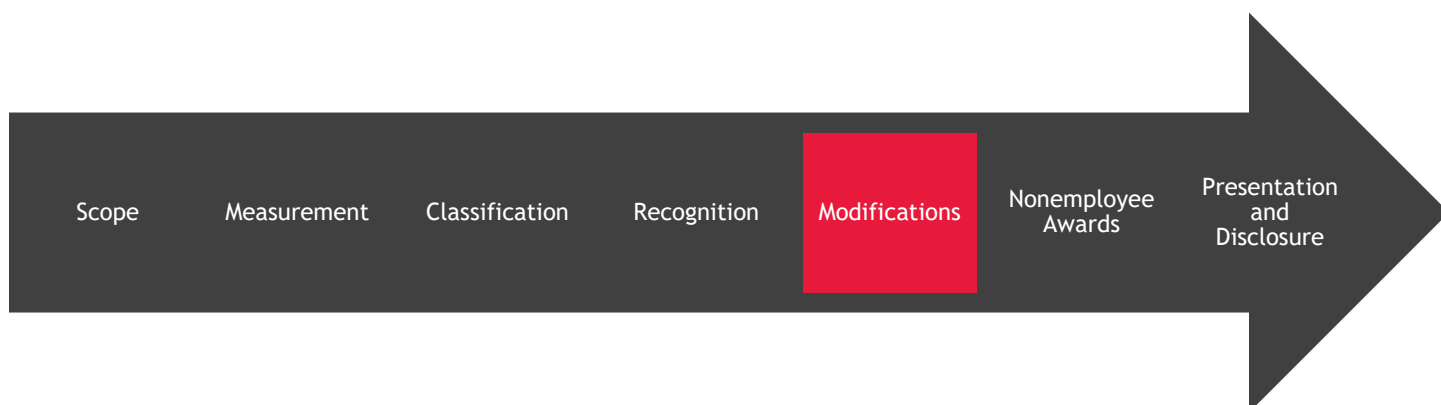 Scope
Measurement
Classification
Recognition
Modifications
Nonemployee
Awards
Presentation
and
Disclosure